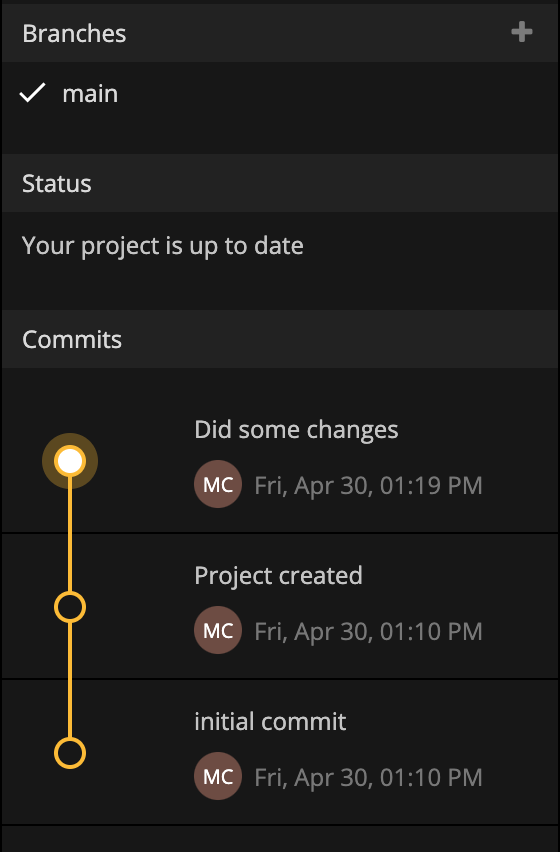 Branches
main
Status
Your project is up to date
Commits
Did some changes
MC Fri, Apr 30, 01:19 PM
Project created
MC Fri, Apr 30, 01:10 PM
initial commit
MC Fri, Apr 30, 01:10 PM